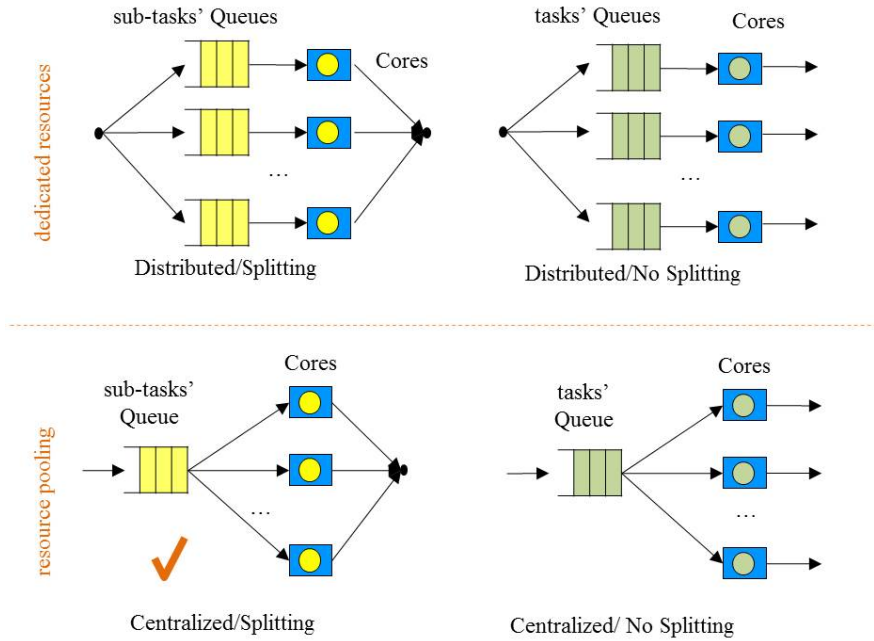 sub-tasks’ Queues
tasks’ Queues
Cores
Cores
dedicated resources
...
...
Distributed/Splitting
Distributed/No Splitting
Cores
Cores
sub-tasks’
Queue
tasks’
Queue
resource pooling
...
...
Centralized/Splitting
Centralized/ No Splitting